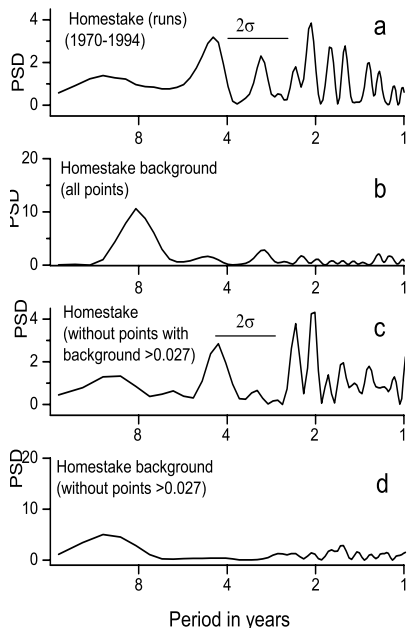 4
Homestake (runs)
(1970-1994)
2σ
a
PSD
2
0
8 4 2 1
20
Homestake background
(all points)
b
PSD
10
0
8 4 2 1
4
Homestake
(without points with
background >0.027)
2σ
c
PSD
2
0
8 4 2 1
20
Homestake background
(without points >0.027)
d
PSD
10
0
8 4 2 1
Period in years